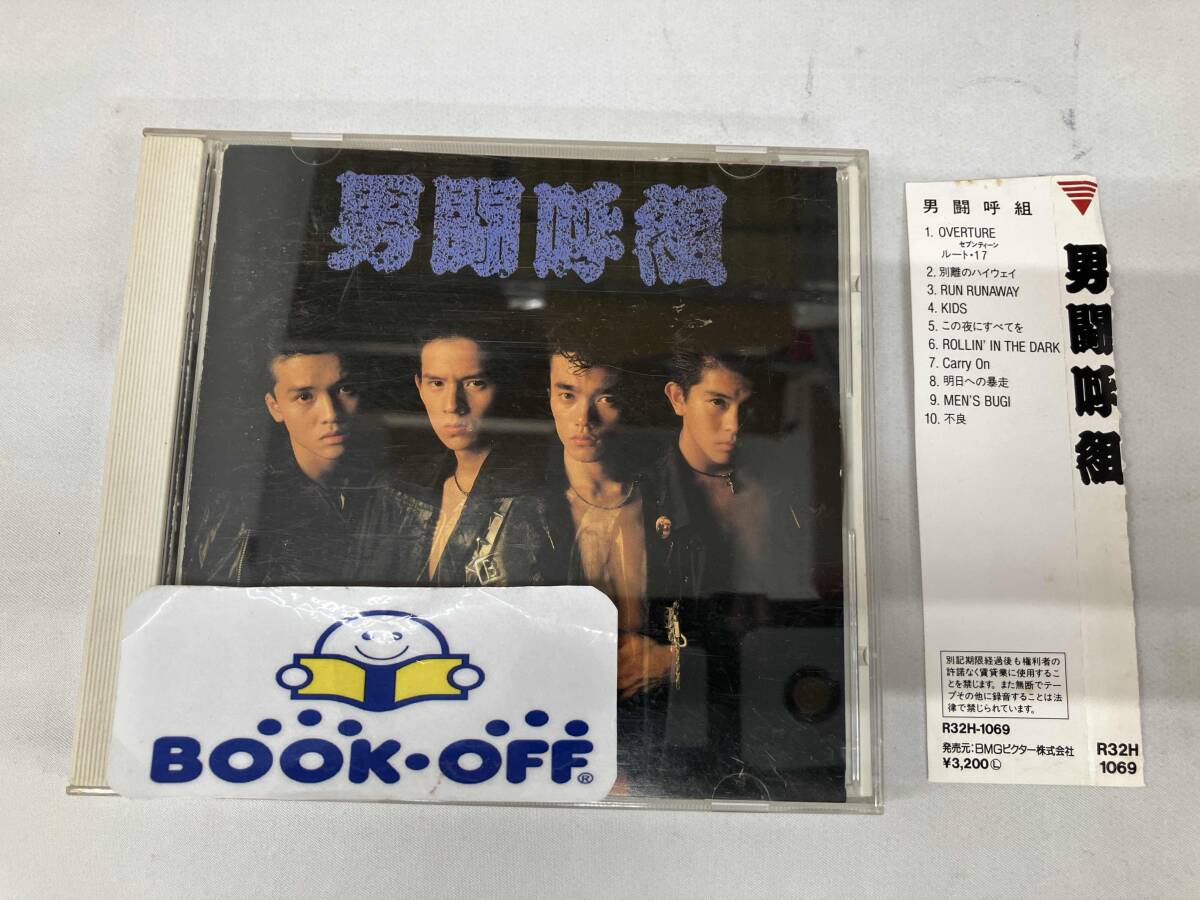 男闘呼組
BOOK・OFF®
男闘呼組
1. OVERTURE
セブンティーン
ルート・17
2. 別離のハイウェイ
3. RUN RUNAWAY
4. KIDS
5. この夜にすべてを
6. ROLLIN' IN THE DARK
7. Carry On
8. 明日への暴走
9. MEN'S BUGI
10. 不良
別記期限経過後も権利者の
許諾なく賃貸業に使用するこ
とを禁じます。また無断でテー
プその他に録音することは法
律で禁じられています。
R32H-1069
発売元:BMGビクター株式会社
¥3,200Ⓛ
男闘呼組
R32H
1069